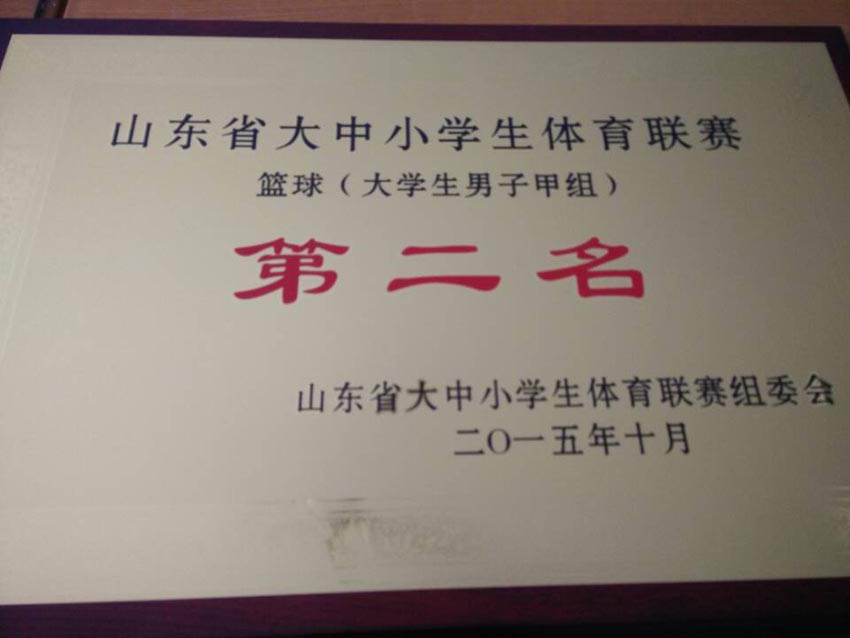 山东省大中小学生体育联赛
篮球（大学生男子甲组）
第二名
山东省大中小学生体育联赛组委会
二〇一五年十月